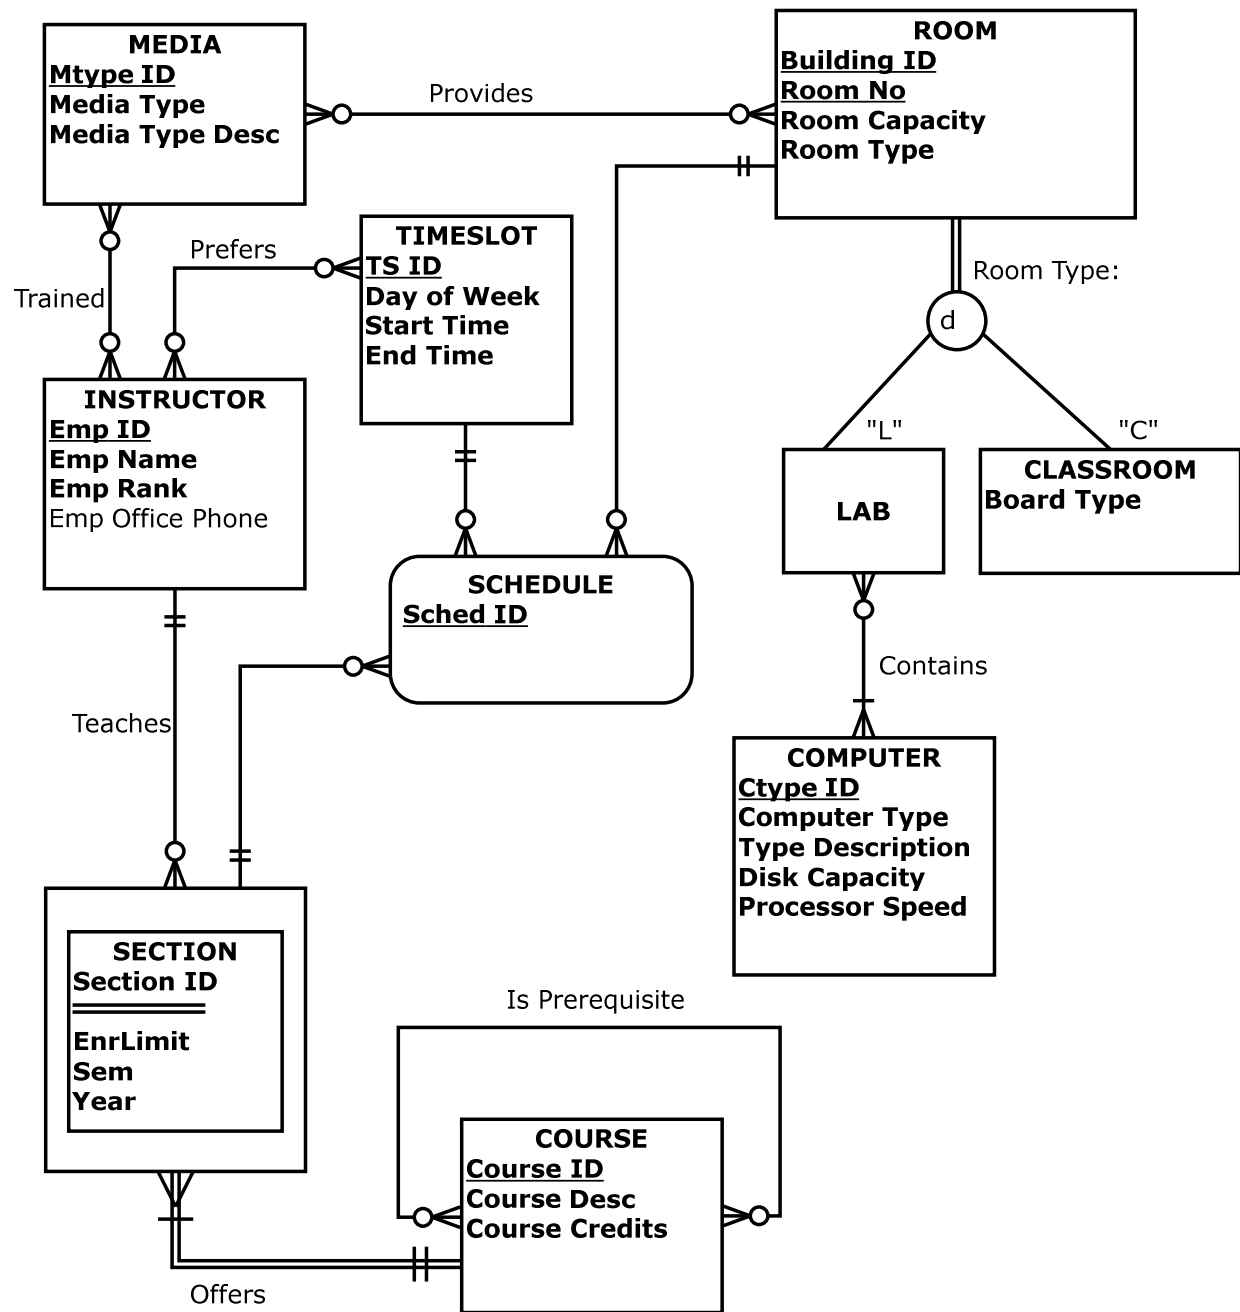 MEDIA
Mtype ID
Media Type
Media Type Desc
Provides
ROOM
Building ID
Room No
Room Capacity
Room Type
Trained
Prefers
TIMESLOT
TS ID
Day of Week
Start Time
End Time
Room Type:
d
"L"
"C"
INSTRUCTOR
Emp ID
Emp Name
Emp Rank
Emp Office Phone
LAB
CLASSROOM
Board Type
SCHEDULE
Sched ID
Teaches
Contains
COMPUTER
Ctype ID
Computer Type
Type Description
Disk Capacity
Processor Speed
SECTION
Section ID
EnrLimit
Sem
Year
Is Prerequisite
COURSE
Course ID
Course Desc
Course Credits
Offers